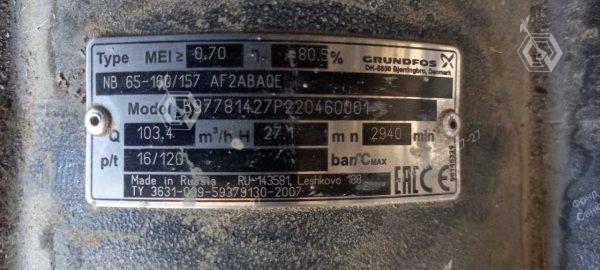 Type MEI ≥ 0.70 η 80.5% GRUNDFOS
DK-8850 Bjerringbro, Denmark
NB 65-160/157 AF2ABAQE
Model B97781427P220460001
Q 103.4 m³/h H 27.1 m n 2940 min⁻¹
p/t 16/120 bar/°C MAX
Made in Russia RU-143581, Leshkovo 188
TY 3631-009-59379130-2007 EAC CE
96146329